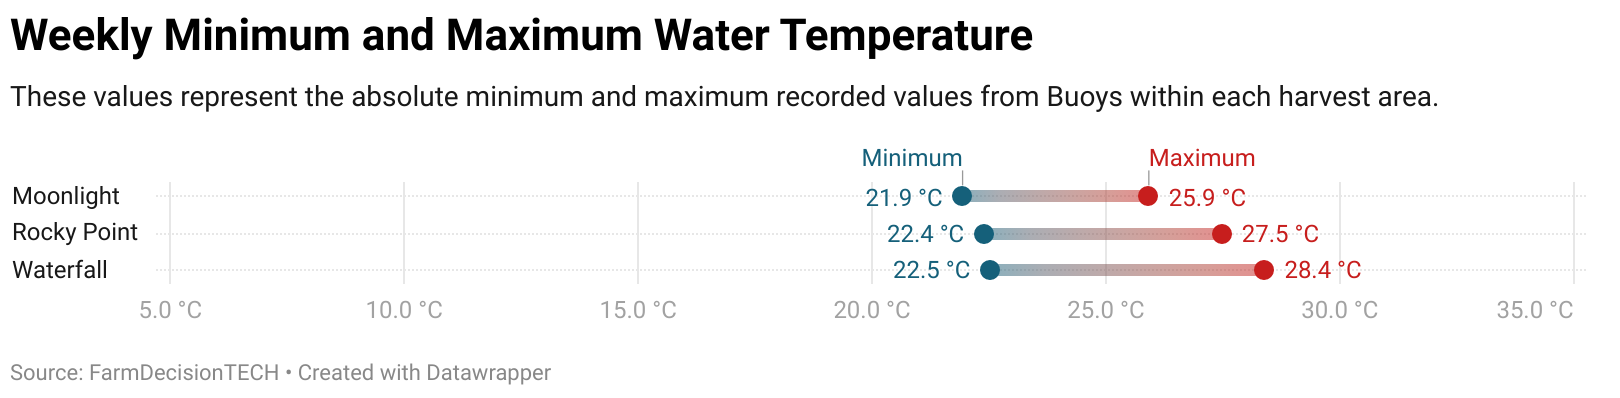 Weekly Minimum and Maximum Water Temperature
These values represent the absolute minimum and maximum recorded values from Buoys within each harvest area.
Minimum Maximum
Moonlight 21.9 °C 25.9 °C
Rocky Point 22.4 °C 27.5 °C
Waterfall 22.5 °C 28.4 °C
5.0 °C 10.0 °C 15.0 °C 20.0 °C 25.0 °C 30.0 °C 35.0 °C
Source: FarmDecisionTECH • Created with Datawrapper